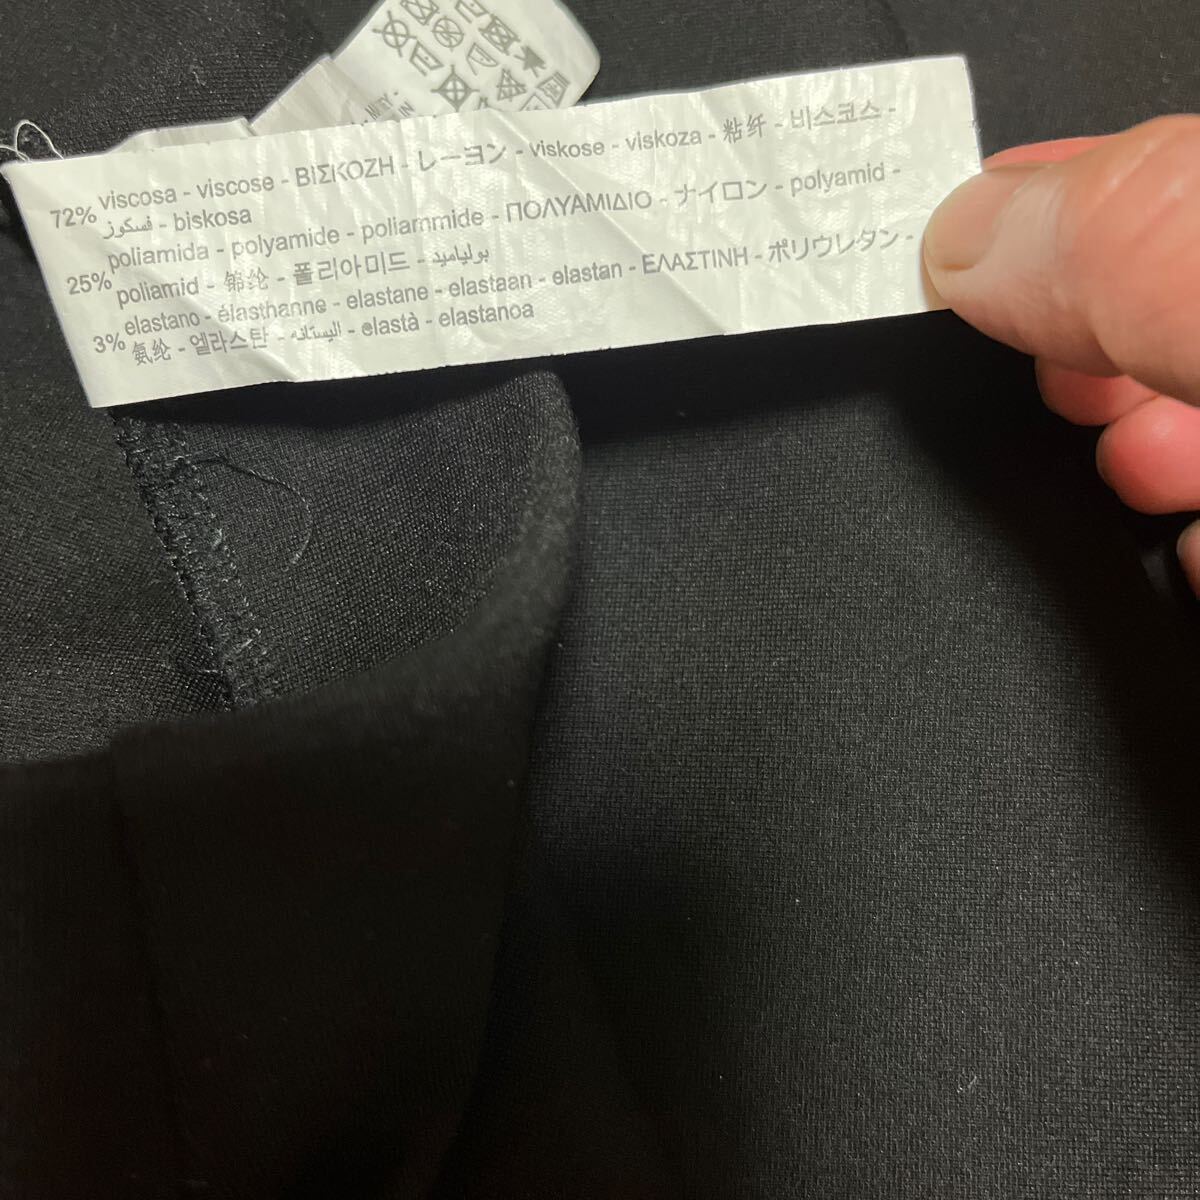 72% viscosa - viscose - ΒΙΣΚΟΖΗ - レーヨン - viskose - viskoza - 粘纤 - 비스코스 -
فسكوز - biskosa
25% poliamida - polyamide - poliammide - ΠΟΛΥΑΜΙΔΙΟ - ナイロン - polyamid -
poliamid - 锦纶 - 폴리아미드 - بولياميد
3% elastano - élasthanne - elastane - elastaan - elastan - ΕΛΑΣΤΙΝΗ - ポリウレタン -
氨纶 - 엘라스탄 - اليستانه - elastà - elastanoa